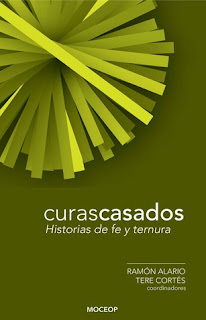 curascasados
Historias de fe y ternura
RAMÓN ALARIO
TERE CORTÉS
coordinadores
MOCEOP